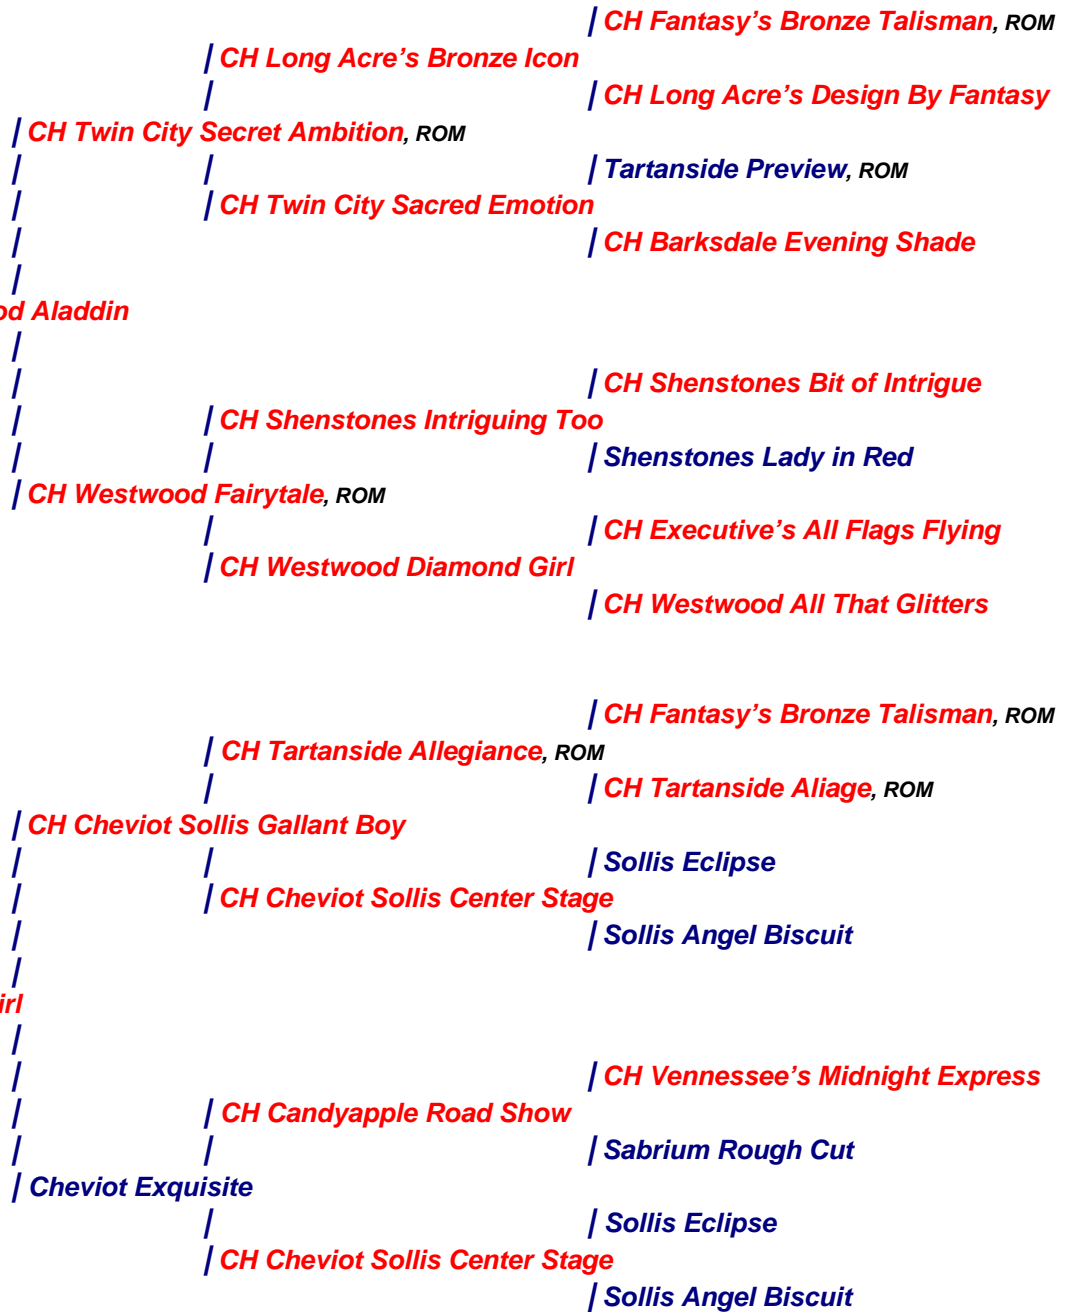 CH Fantasy’s Bronze Talisman, ROM
CH Long Acre’s Bronze Icon
CH Long Acre’s Design By Fantasy
CH Twin City Secret Ambition, ROM
Tartanside Preview, ROM
CH Twin City Sacred Emotion
CH Barksdale Evening Shade
od Aladdin
CH Shenstones Bit of Intrigue
CH Shenstones Intriguing Too
Shenstones Lady in Red
CH Westwood Fairytale, ROM
CH Executive’s All Flags Flying
CH Westwood Diamond Girl
CH Westwood All That Glitters
CH Fantasy’s Bronze Talisman, ROM
CH Tartanside Allegiance, ROM
CH Tartanside Aliage, ROM
CH Cheviot Sollis Gallant Boy
Sollis Eclipse
CH Cheviot Sollis Center Stage
Sollis Angel Biscuit
irl
CH Vennessee’s Midnight Express
CH Candyapple Road Show
Sabrium Rough Cut
Cheviot Exquisite
Sollis Eclipse
CH Cheviot Sollis Center Stage
Sollis Angel Biscuit